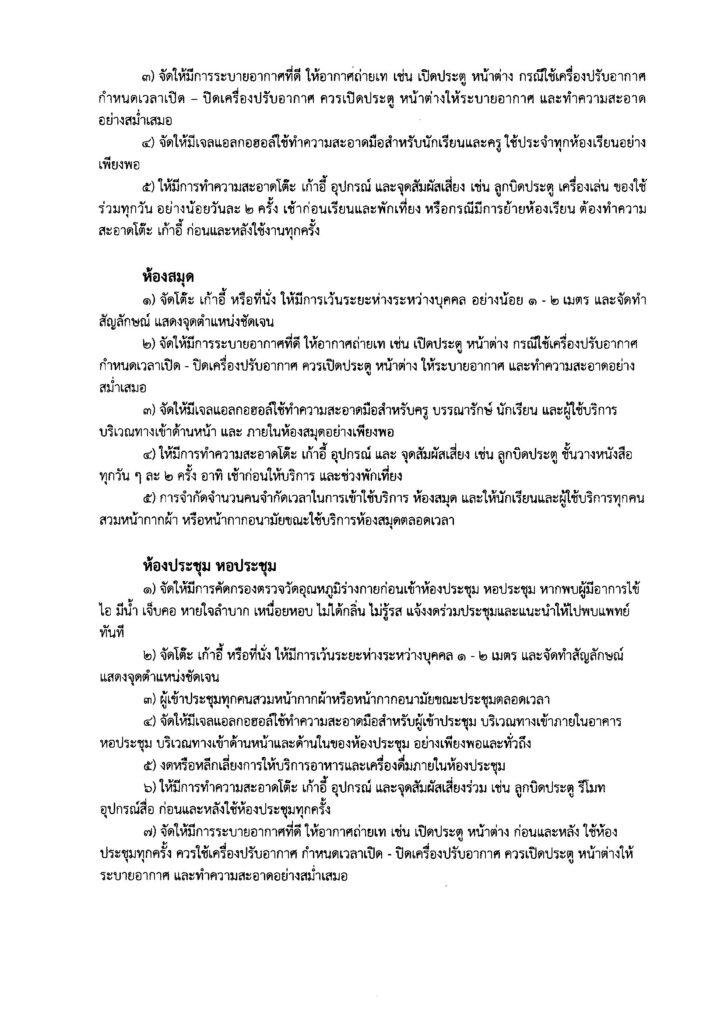 ๓) จัดให้มีการระบายอากาศที่ดี ให้อากาศถ่ายเท เช่น เปิดประตู หน้าต่าง กรณีใช้เครื่องปรับอากาศ
กำหนดเวลาเปิด – ปิดเครื่องปรับอากาศ ควรเปิดประตู หน้าต่างให้ระบายอากาศ และทำความสะอาด
อย่างสม่ำเสมอ
๔) จัดให้มีเจลแอลกอฮอล์ใช้ทำความสะอาดมือสำหรับนักเรียนและครู ใช้ประจำทุกห้องเรียนอย่าง
เพียงพอ
๕) ให้มีการทำความสะอาดโต๊ะ เก้าอี้ อุปกรณ์ และจุดสัมผัสเสี่ยง เช่น ลูกบิดประตู เครื่องเล่น ของใช้
ร่วมทุกวัน อย่างน้อยวันละ ๒ ครั้ง เช้าก่อนเรียนและพักเที่ยง หรือกรณีมีการย้ายห้องเรียน ต้องทำความ
สะอาดโต๊ะ เก้าอี้ ก่อนและหลังใช้งานทุกครั้ง
ห้องสมุด
๑) จัดโต๊ะ เก้าอี้ หรือที่นั่ง ให้มีการเว้นระยะห่างระหว่างบุคคล อย่างน้อย ๑ - ๒ เมตร และจัดทำ
สัญลักษณ์ แสดงจุดตำแหน่งชัดเจน
๒) จัดให้มีการระบายอากาศที่ดี ให้อากาศถ่ายเท เช่น เปิดประตู หน้าต่าง กรณีใช้เครื่องปรับอากาศ
กำหนดเวลาเปิด - ปิดเครื่องปรับอากาศ ควรเปิดประตู หน้าต่าง ให้ระบายอากาศ และทำความสะอาดอย่าง
สม่ำเสมอ
๓) จัดให้มีเจลแอลกอฮอล์ใช้ทำความสะอาดมือสำหรับครู บรรณารักษ์ นักเรียน และผู้ใช้บริการ
บริเวณทางเข้าด้านหน้า และ ภายในห้องสมุดอย่างเพียงพอ
๔) ให้มีการทำความสะอาดโต๊ะ เก้าอี้ อุปกรณ์ และ จุดสัมผัสเสี่ยง เช่น ลูกบิดประตู ชั้นวางหนังสือ
ทุกวัน ๆ ละ ๒ ครั้ง อาทิ เช้าก่อนให้บริการ และช่วงพักเที่ยง
๕) การจำกัดจำนวนคนจำกัดเวลาในการเข้าใช้บริการ ห้องสมุด และให้นักเรียนและผู้ใช้บริการทุกคน
สวมหน้ากากผ้า หรือหน้ากากอนามัยขณะใช้บริการห้องสมุดตลอดเวลา
ห้องประชุม หอประชุม
๑) จัดให้มีการคัดกรองตรวจวัดอุณหภูมิร่างกายก่อนเข้าห้องประชุม หอประชุม หากพบผู้มีอาการไข้
ไอ มีน้ำ เจ็บคอ หายใจลำบาก เหนื่อยหอบ ไม่ได้กลิ่น ไม่รู้รส แจ้งงดร่วมประชุมและแนะนำให้ไปพบแพทย์
ทันที
๒) จัดโต๊ะ เก้าอี้ หรือที่นั่ง ให้มีการเว้นระยะห่างระหว่างบุคคล ๑ - ๒ เมตร และจัดทำสัญลักษณ์
แสดงจุดตำแหน่งชัดเจน
๓) ผู้เข้าประชุมทุกคนสวมหน้ากากผ้าหรือหน้ากากอนามัยขณะประชุมตลอดเวลา
๔) จัดให้มีเจลแอลกอฮอล์ใช้ทำความสะอาดมือสำหรับผู้เข้าประชุม บริเวณทางเข้าภายในอาคาร
หอประชุม บริเวณทางเข้าด้านหน้าและด้านในของห้องประชุม อย่างเพียงพอและทั่วถึง
๕) งดหรือหลีกเลี่ยงการให้บริการอาหารและเครื่องดื่มภายในห้องประชุม
๖) ให้มีการทำความสะอาดโต๊ะ เก้าอี้ อุปกรณ์ และจุดสัมผัสเสี่ยงร่วม เช่น ลูกบิดประตู รีโมท
อุปกรณ์สื่อ ก่อนและหลังใช้ห้องประชุมทุกครั้ง
๗) จัดให้มีการระบายอากาศที่ดี ให้อากาศถ่ายเท เช่น เปิดประตู หน้าต่าง ก่อนและหลัง ใช้ห้อง
ประชุมทุกครั้ง ควรใช้เครื่องปรับอากาศ กำหนดเวลาเปิด - ปิดเครื่องปรับอากาศ ควรเปิดประตู หน้าต่างให้
ระบายอากาศ และทำความสะอาดอย่างสม่ำเสมอ